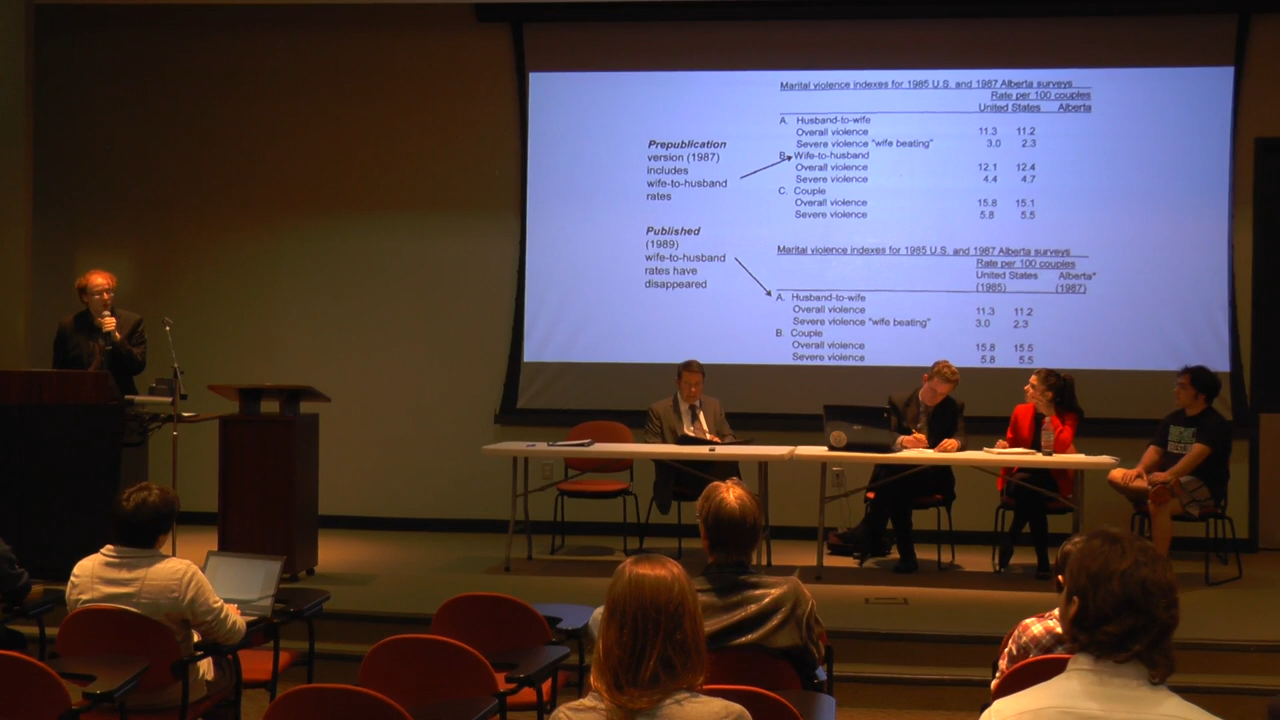 Marital violence indexes for 1985 U.S. and 1987 Alberta surveys
Rate per 100 couples
United States Alberta
A. Husband-to-wife
Overall violence 11.3 11.2
Severe violence "wife beating" 3.0 2.3
B. Wife-to-husband
Overall violence 12.1 12.4
Severe violence 4.4 4.7
C. Couple
Overall violence 15.8 15.1
Severe violence 5.8 5.5
Prepublication
version (1987)
includes
wife-to-husband
rates
Published
(1989)
wife-to-husband
rates have
disappeared
Marital violence indexes for 1985 U.S. and 1987 Alberta surveys
Rate per 100 couples
United States Alberta*
(1985) (1987)
A. Husband-to-wife
Overall violence 11.3 11.2
Severe violence "wife beating" 3.0 2.3
B. Couple
Overall violence 15.8 15.5
Severe violence 5.8 5.5